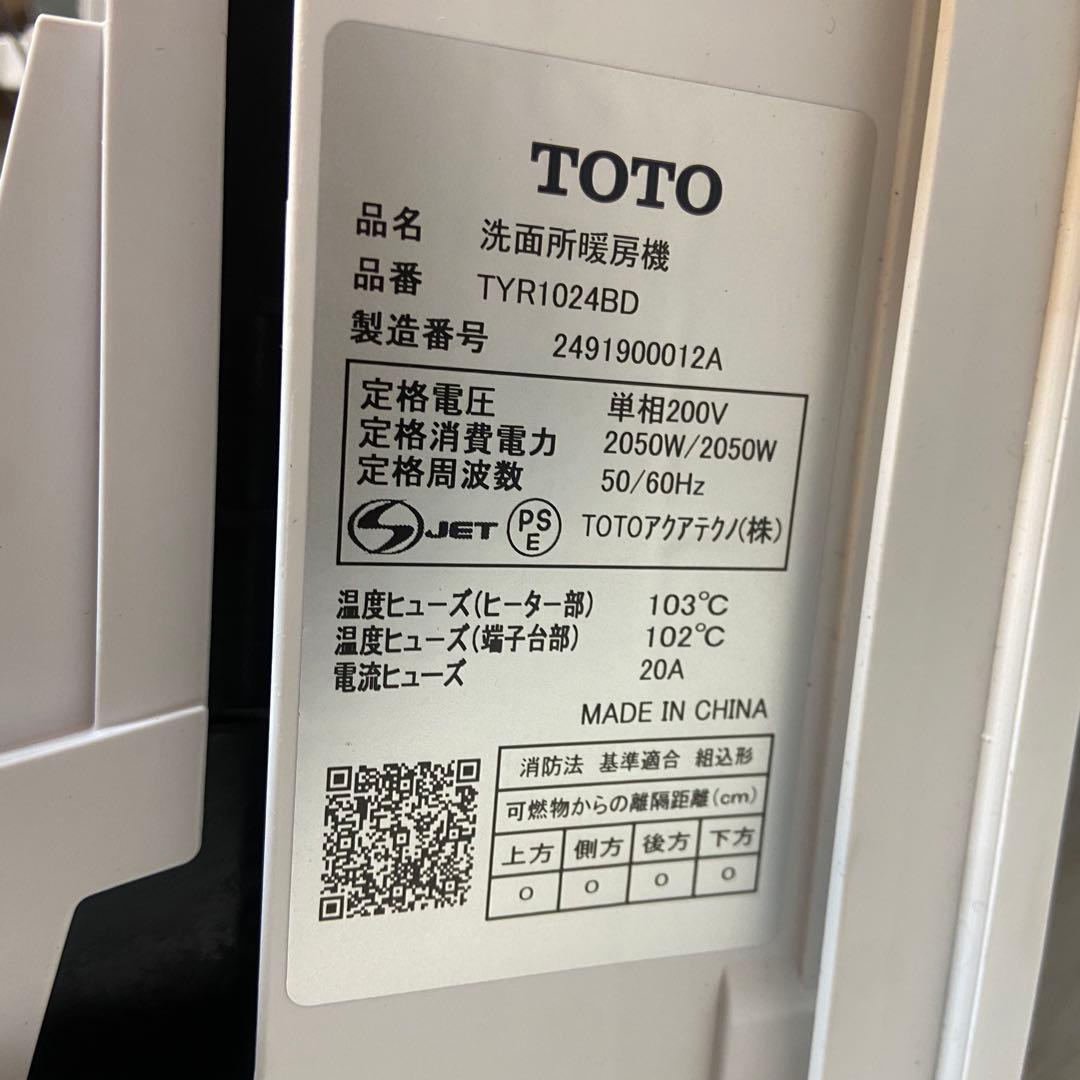 TOTO
品名 洗面所暖房機
品番 TYR1024BD
製造番号 2491900012A
定格電圧 単相200V
定格消費電力 2050W/2050W
定格周波数 50/60Hz
JET PSE TOTOアクアテクノ(株)
温度ヒューズ(ヒーター部) 103℃
温度ヒューズ(端子台部) 102℃
電流ヒューズ 20A
MADE IN CHINA
消防法 基準適合 組込形
可燃物からの離隔距離(cm)
上方 側方 後方 下方
0 0 0 0